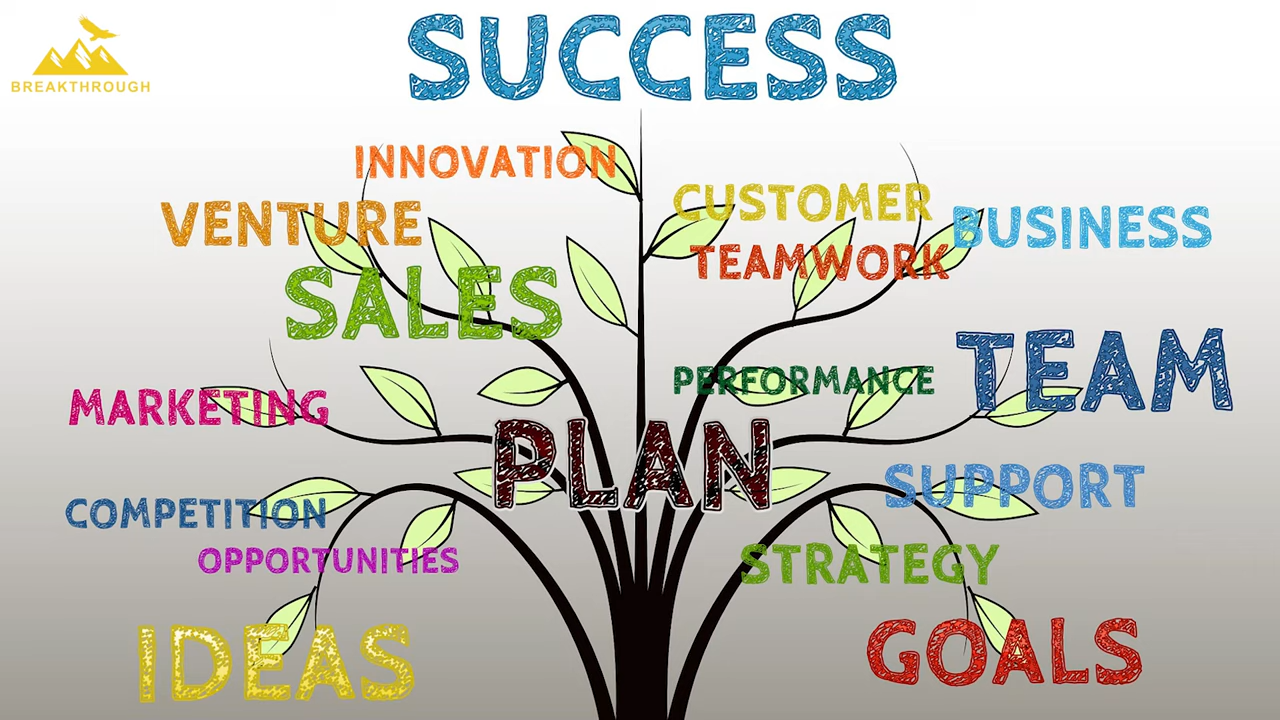 SUCCESS
BREAKTHROUGH
INNOVATION
CUSTOMER
VENTURE
BUSINESS
TEAMWORK
SALES
TEAM
PERFORMANCE
MARKETING
PLAN
SUPPORT
COMPETITION
OPPORTUNITIES
STRATEGY
IDEAS
GOALS